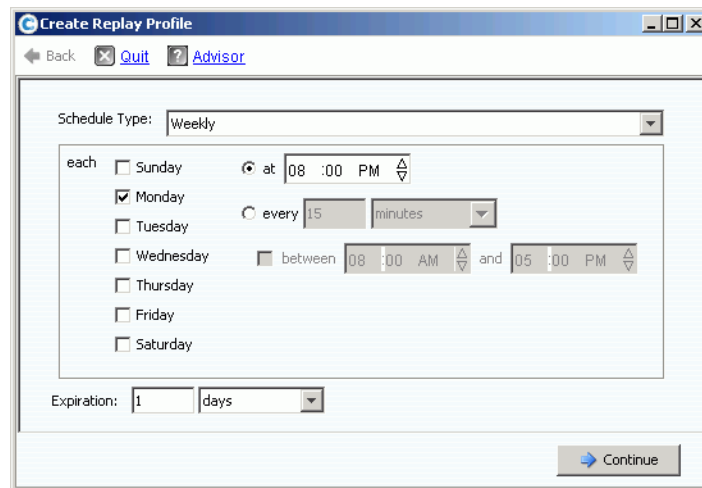 Create Replay Profile
Back Quit ? Advisor
Schedule Type: Weekly
each Sunday at 08 :00 PM
Monday
every 15 minutes
Tuesday
Wednesday between 08 :00 AM and 05 :00 PM
Thursday
Friday
Saturday
Expiration: 1 days
Continue